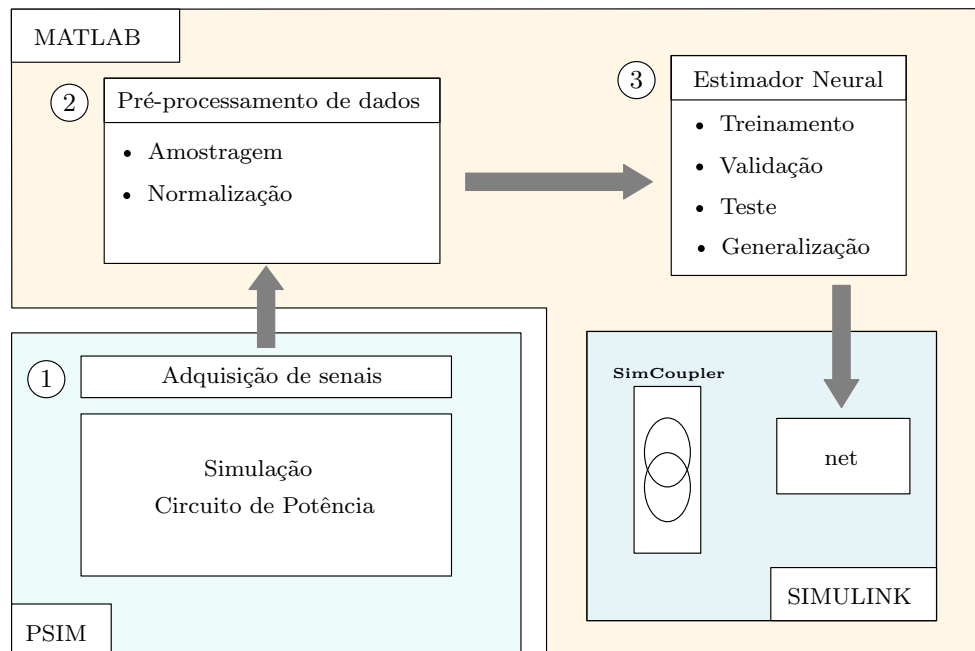 MATLAB
2
Pré-processamento de dados
• Amostragem
• Normalização
3
Estimador Neural
• Treinamento
• Validação
• Teste
• Generalização
1
Adquisição de senais
Simulação
Circuito de Potência
PSIM
SimCoupler
net
SIMULINK